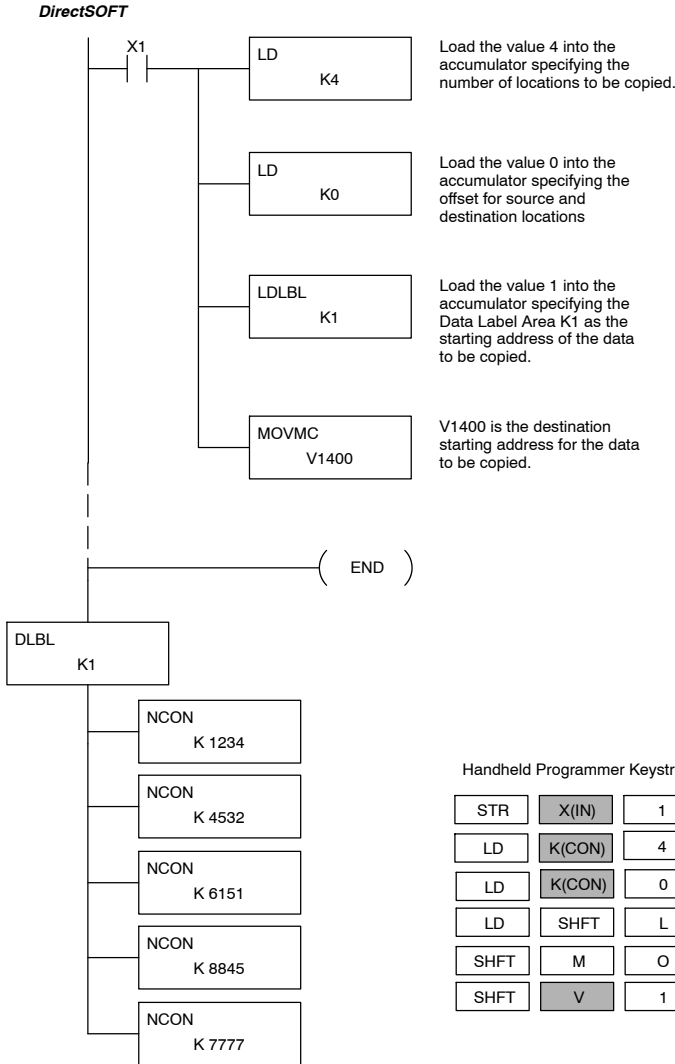 DirectSOFT
X1
LD
K4
Load the value 4 into the
accumulator specifying the
number of locations to be copied.
LD
K0
Load the value 0 into the
accumulator specifying the
offset for source and
destination locations
LDLBL
K1
Load the value 1 into the
accumulator specifying the
Data Label Area K1 as the
starting address of the data
to be copied.
MOVMC
V1400
V1400 is the destination
starting address for the data
to be copied.
END
DLBL
K1
NCON
K 1234
NCON
K 4532
NCON
K 6151
NCON
K 8845
NCON
K 7777
Handheld Programmer Keystr
STR X(IN) 1
LD K(CON) 4
LD K(CON) 0
LD SHFT L
SHFT M O
SHFT V 1